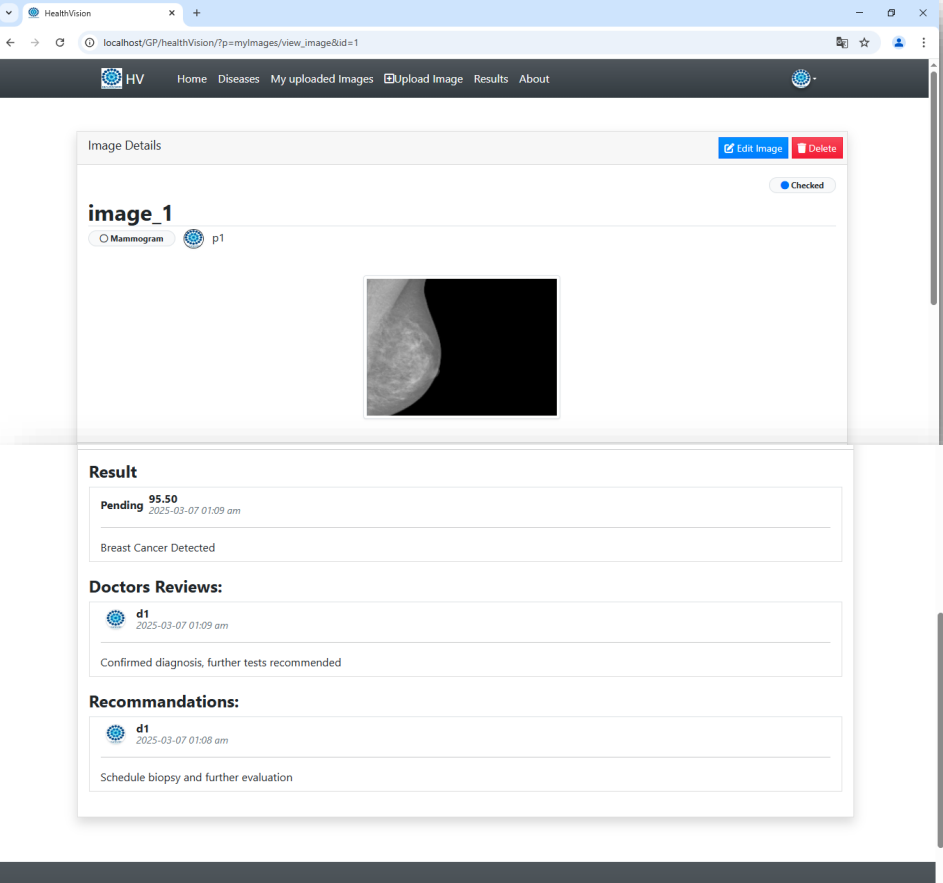 HealthVision
localhost/GP/healthVision/?p=myImages/view_image&id=1
HV Home Diseases My uploaded Images Upload Image Results About
Image Details Edit Image Delete
Checked
image_1
Mammogram p1
Result
Pending 95.50
2025-03-07 01:09 am
Breast Cancer Detected
Doctors Reviews:
d1
2025-03-07 01:09 am
Confirmed diagnosis, further tests recommended
Recommandations:
d1
2025-03-07 01:08 am
Schedule biopsy and further evaluation